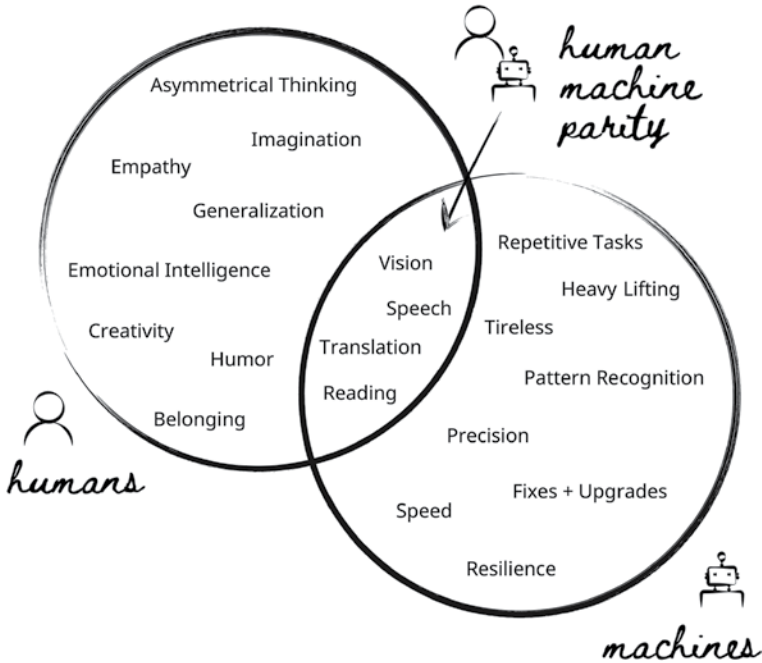 human
machine
parity
Asymmetrical Thinking
Imagination
Empathy
Generalization
Emotional Intelligence
Creativity
Humor
Belonging
humans
Vision
Speech
Translation
Reading
Repetitive Tasks
Heavy Lifting
Tireless
Pattern Recognition
Precision
Fixes + Upgrades
Speed
Resilience
machines